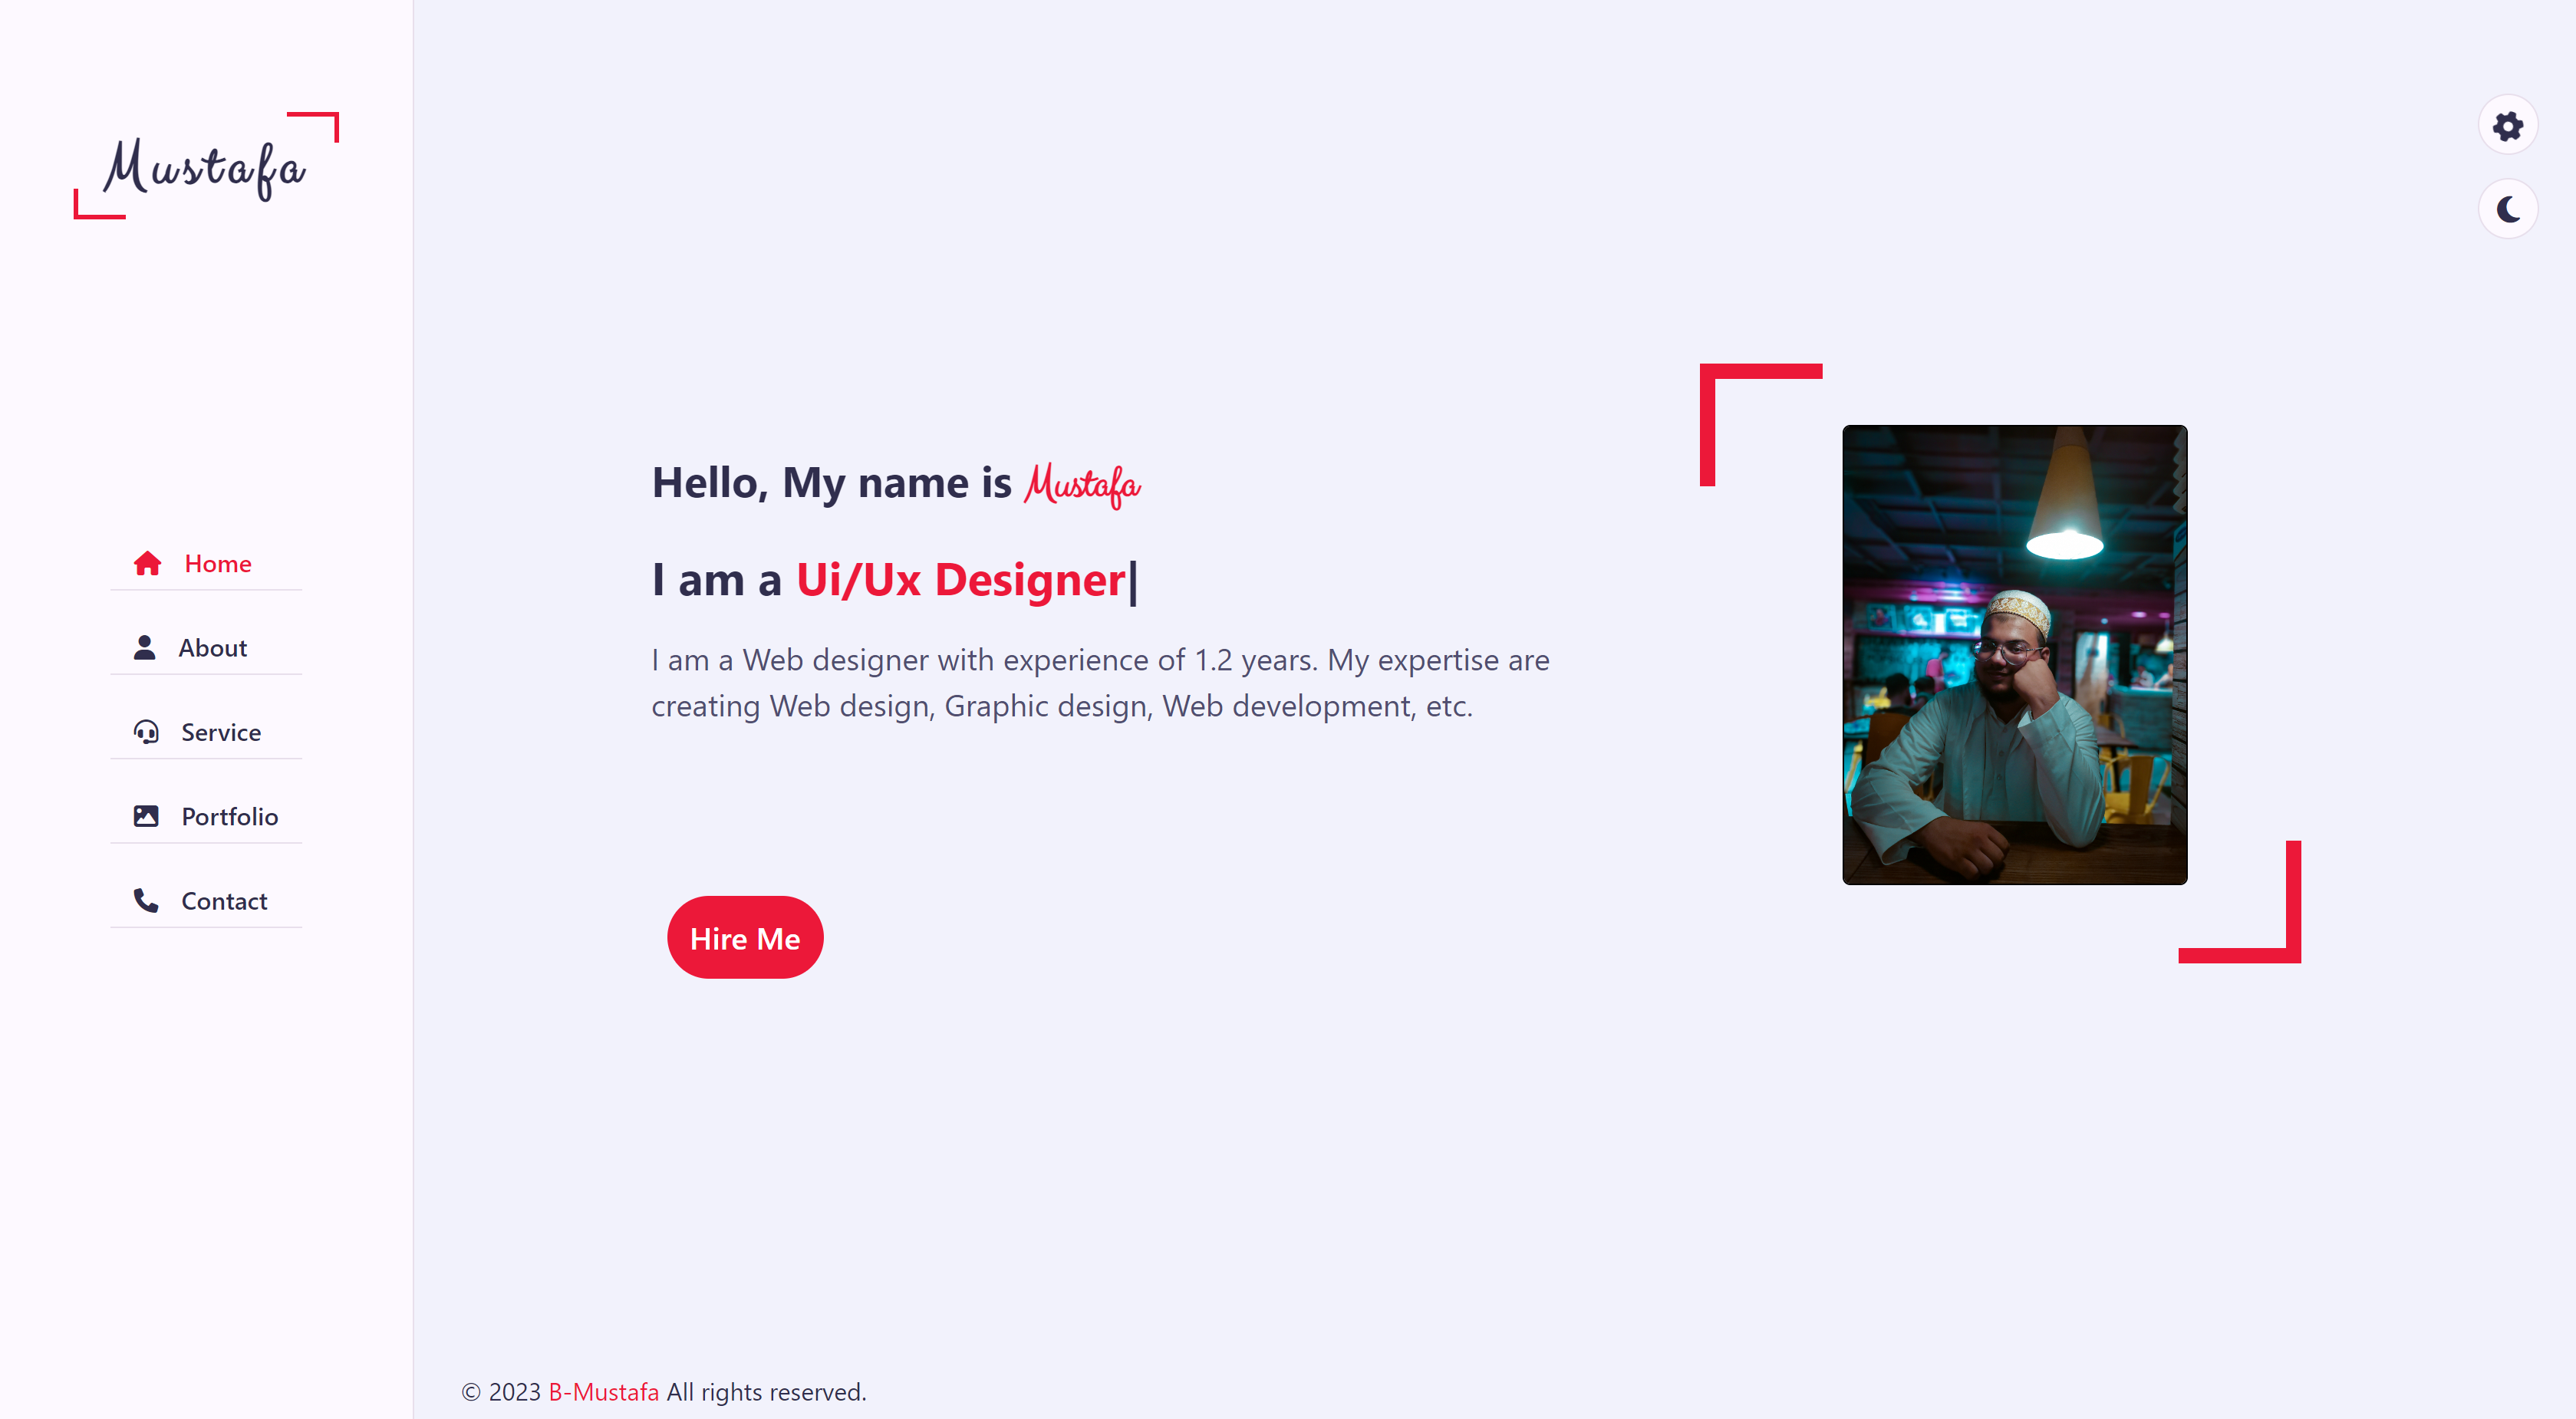 Mustafa
Home
About
Service
Portfolio
Contact
Hello, My name is Mustafa
I am a Ui/Ux Designer|
I am a Web designer with experience of 1.2 years. My expertise are
creating Web design, Graphic design, Web development, etc.
Hire Me
© 2023 B-Mustafa All rights reserved.